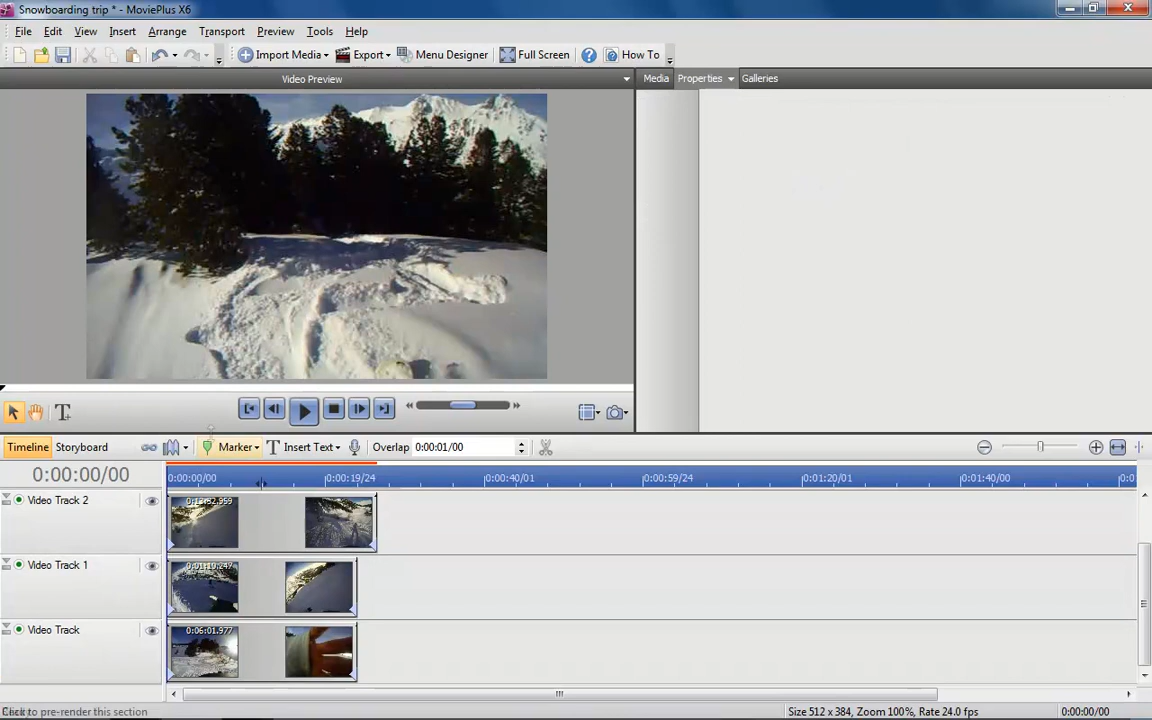 Snowboarding trip * - MoviePlus X6
File Edit View Insert Arrange Transport Preview Tools Help
Import Media Export Menu Designer Full Screen ? How To
Video Preview
Media Properties Galleries
Timeline Storyboard Marker Insert Text Overlap 0:00:01/00
0:00:00/00
0:00:00/00 0:00:19/24 0:00:40/01 0:00:59/24 0:01:20/01 0:01:40/00
Video Track 2
Video Track 1
0:01:10.247
Video Track
0:06:01.977
Click to pre-render this section
Size 512 x 384, Zoom 100%, Rate 24.0 fps
0:00:00/00